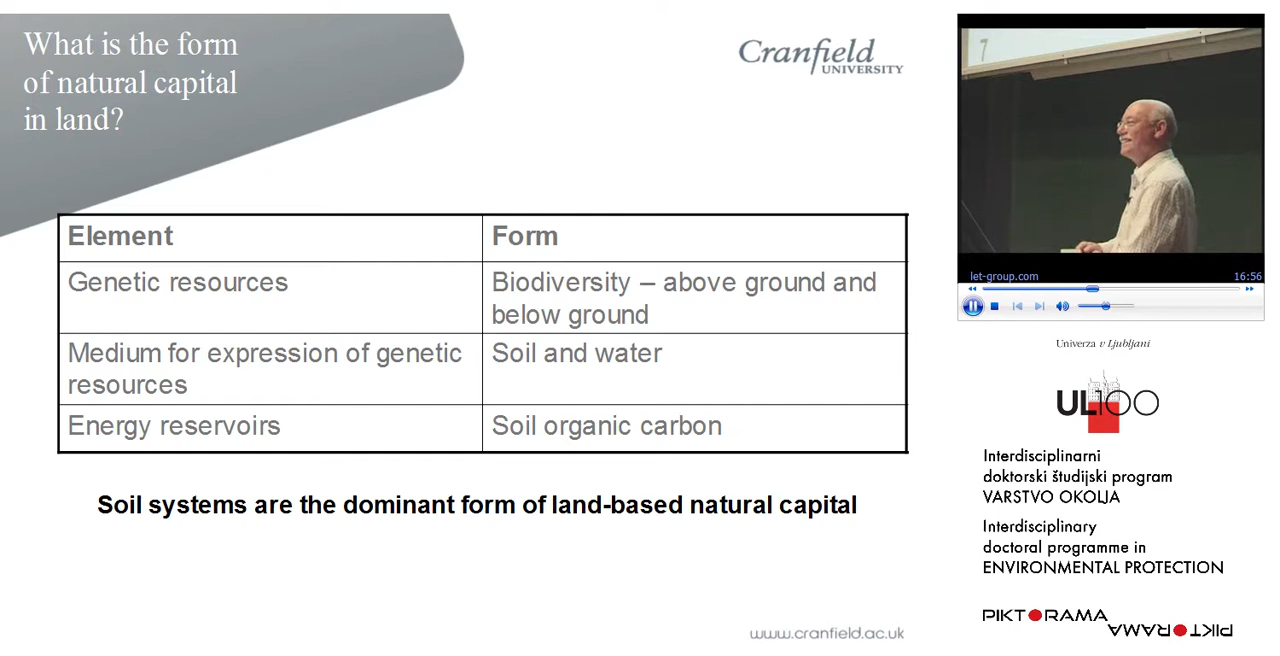 What is the form
of natural capital
in land?
Cranfield
UNIVERSITY
Element
Form
Genetic resources
Biodiversity – above ground and
below ground
Medium for expression of genetic
resources
Soil and water
Energy reservoirs
Soil organic carbon
Soil systems are the dominant form of land-based natural capital
www.cranfield.ac.uk
7
let-group.com
16:56
Univerza v Ljubljani
UL100
Interdisciplinarni
doktorski študijski program
VARSTVO OKOLJA
Interdisciplinary
doctoral programme in
ENVIRONMENTAL PROTECTION
PIKTORAMA
PIKTORAMA